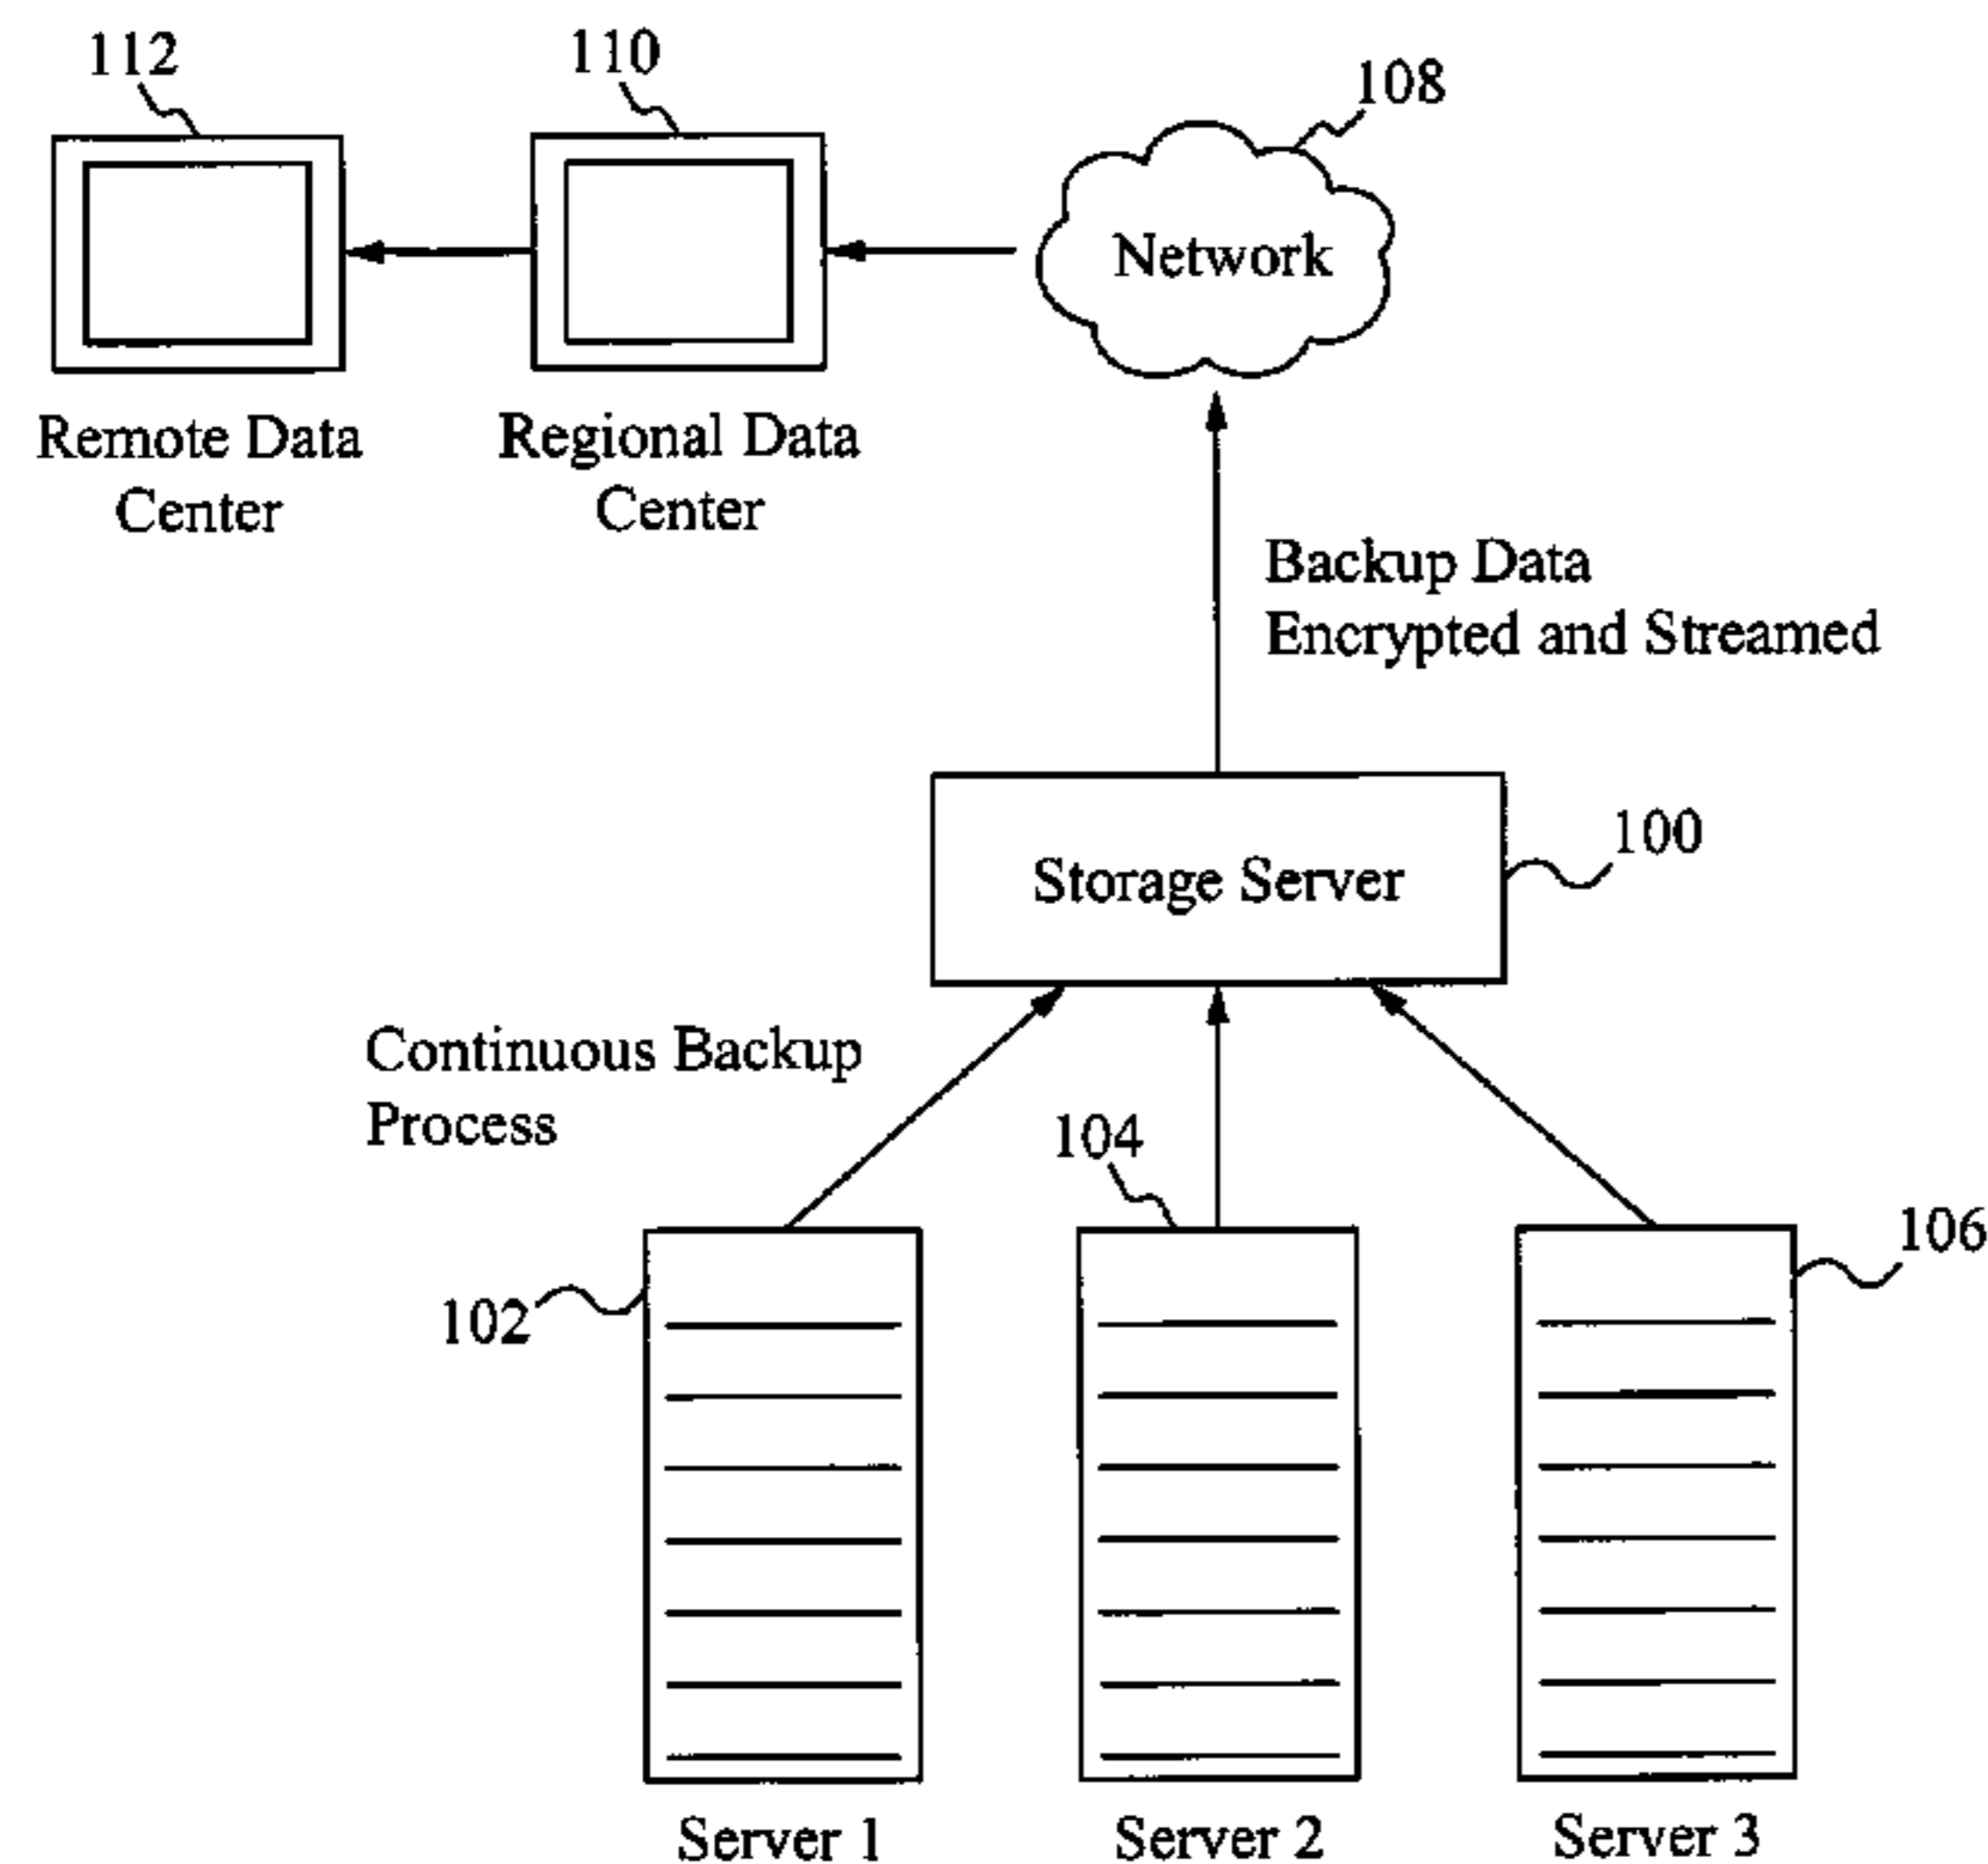 112
110
108
Network
Remote Data
Center
Regional Data
Center
Backup Data
Encrypted and Streamed
100
Storage Server
Continuous Backup
Process
104
106
102
Server 1
Server 2
Server 3